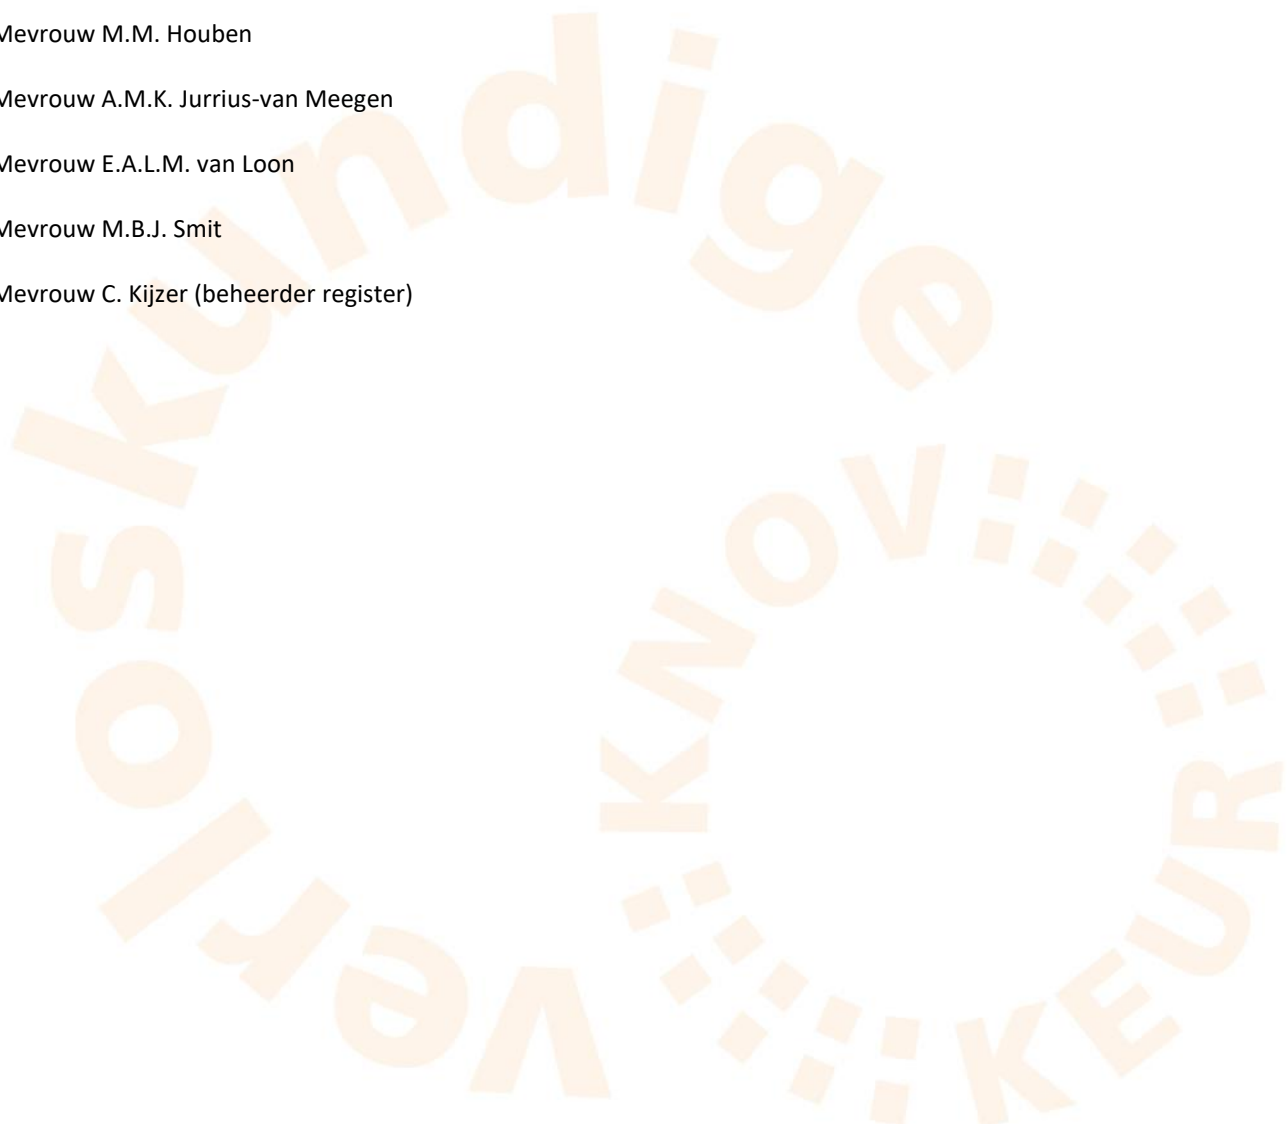 Mevrouw M.M. Houben
Mevrouw A.M.K. Jurrius-van Meegen
Mevrouw E.A.L.M. van Loon
Mevrouw M.B.J. Smit
Mevrouw C. Kijzer (beheerder register)
verloskundige
KNOV
KEUR